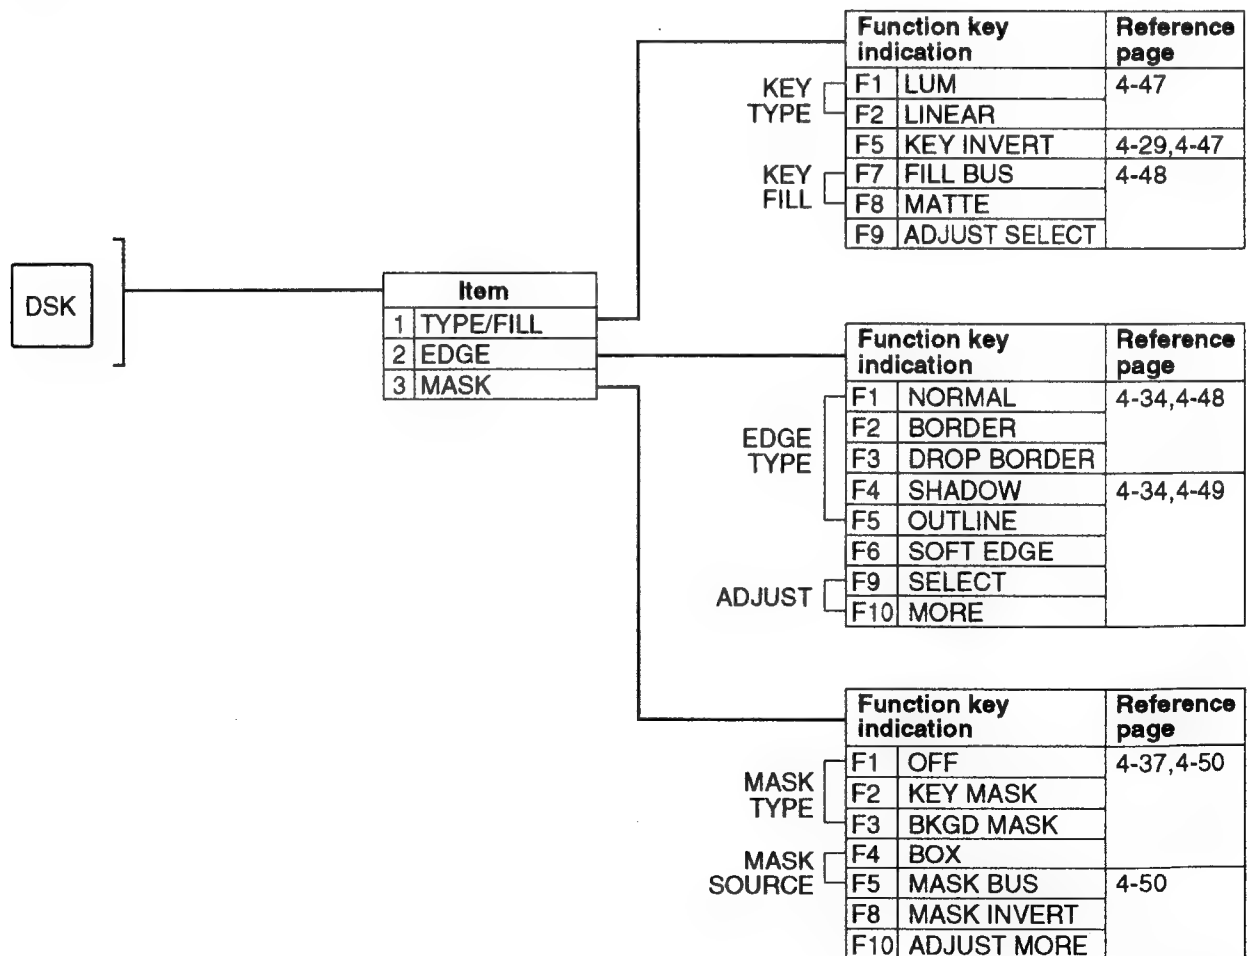 DSK
Item
1 TYPE/FILL
2 EDGE
3 MASK
Function key indication Reference page
KEY TYPE
F1 LUM 4-47
F2 LINEAR
F5 KEY INVERT 4-29,4-47
KEY FILL
F7 FILL BUS 4-48
F8 MATTE
F9 ADJUST SELECT
Function key indication Reference page
EDGE TYPE
F1 NORMAL 4-34,4-48
F2 BORDER
F3 DROP BORDER
F4 SHADOW 4-34,4-49
F5 OUTLINE
F6 SOFT EDGE
ADJUST
F9 SELECT
F10 MORE
Function key indication Reference page
MASK TYPE
F1 OFF 4-37,4-50
F2 KEY MASK
F3 BKGD MASK
MASK SOURCE
F4 BOX
F5 MASK BUS 4-50
F8 MASK INVERT
F10 ADJUST MORE